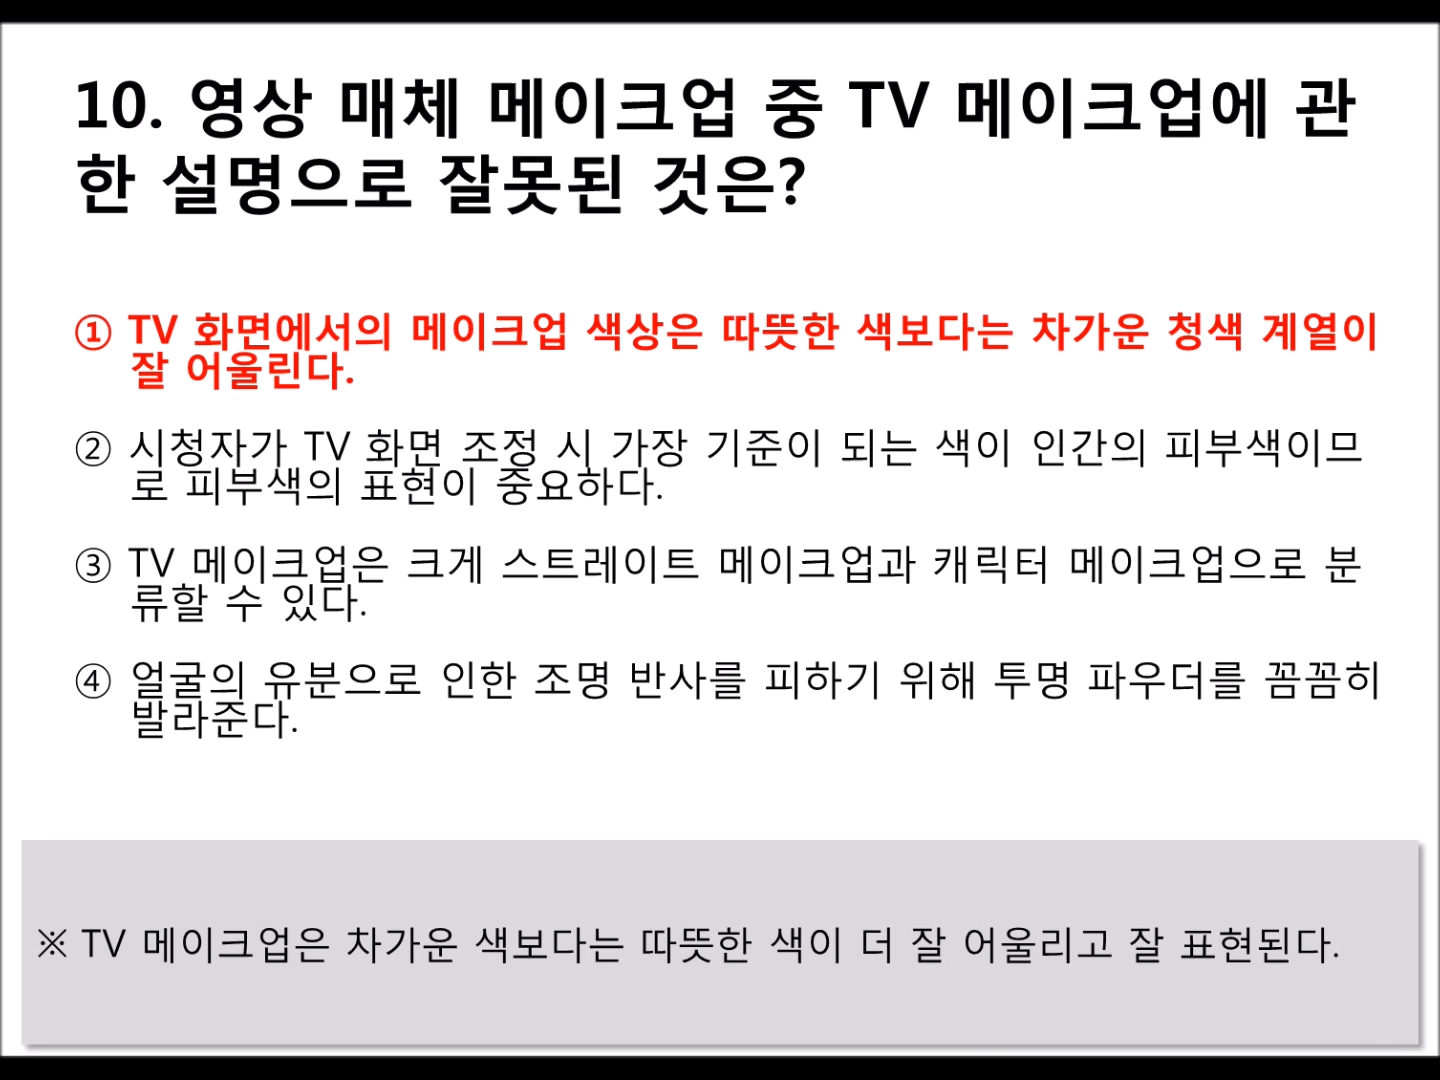 10. 영상 매체 메이크업 중 TV 메이크업에 관
한 설명으로 잘못된 것은?
① TV 화면에서의 메이크업 색상은 따뜻한 색보다는 차가운 청색 계열이
잘 어울린다.
② 시청자가 TV 화면 조정 시 가장 기준이 되는 색이 인간의 피부색이므
로 피부색의 표현이 중요하다.
③ TV 메이크업은 크게 스트레이트 메이크업과 캐릭터 메이크업으로 분
류할 수 있다.
④ 얼굴의 유분으로 인한 조명 반사를 피하기 위해 투명 파우더를 꼼꼼히
발라준다.
※ TV 메이크업은 차가운 색보다는 따뜻한 색이 더 잘 어울리고 잘 표현된다.